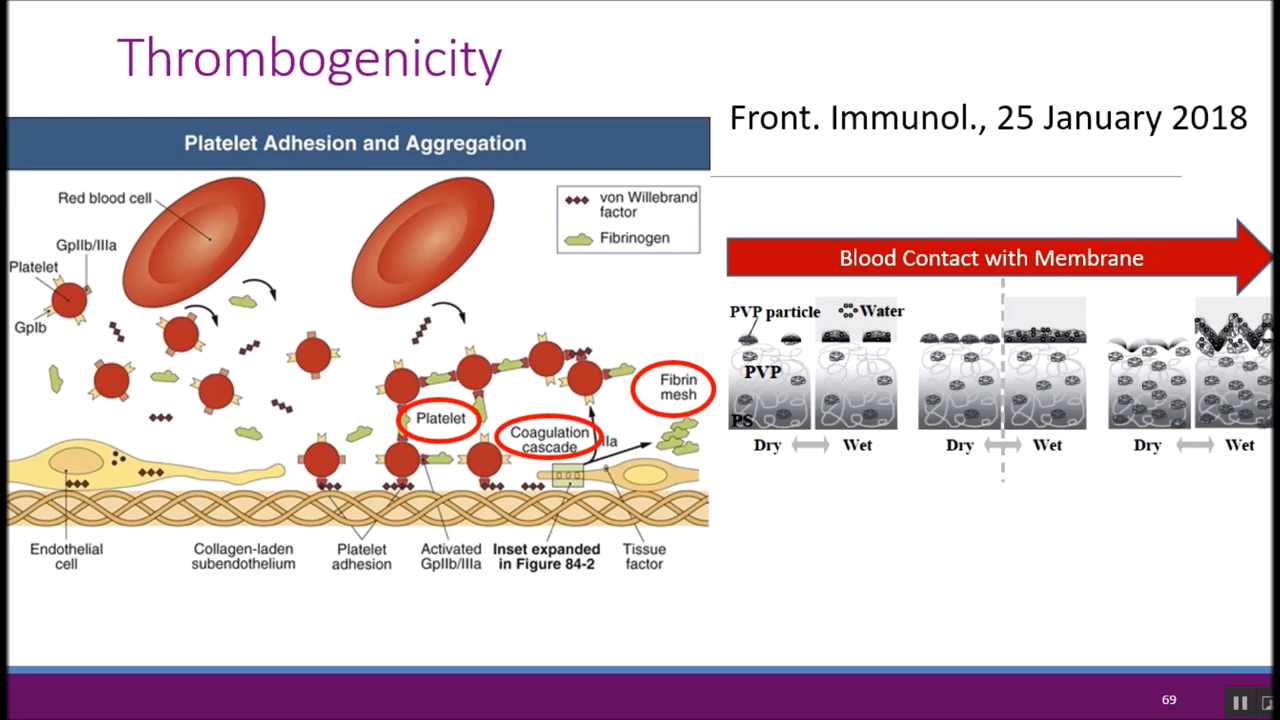 Thrombogenicity
Front. Immunol., 25 January 2018
Platelet Adhesion and Aggregation
Red blood cell
GpIIb/IIIa
Platelet
GpIb
von Willebrand
factor
Fibrinogen
Platelet
Coagulation
cascade
IIa
Fibrin
mesh
Endothelial
cell
Collagen-laden
subendothelium
Platelet
adhesion
Activated
GpIIb/IIIa
Inset expanded
in Figure 84-2
Tissue
factor
Blood Contact with Membrane
PVP particle
Water
PVP
PS
Dry
Wet
Dry
Wet
Dry
Wet
69